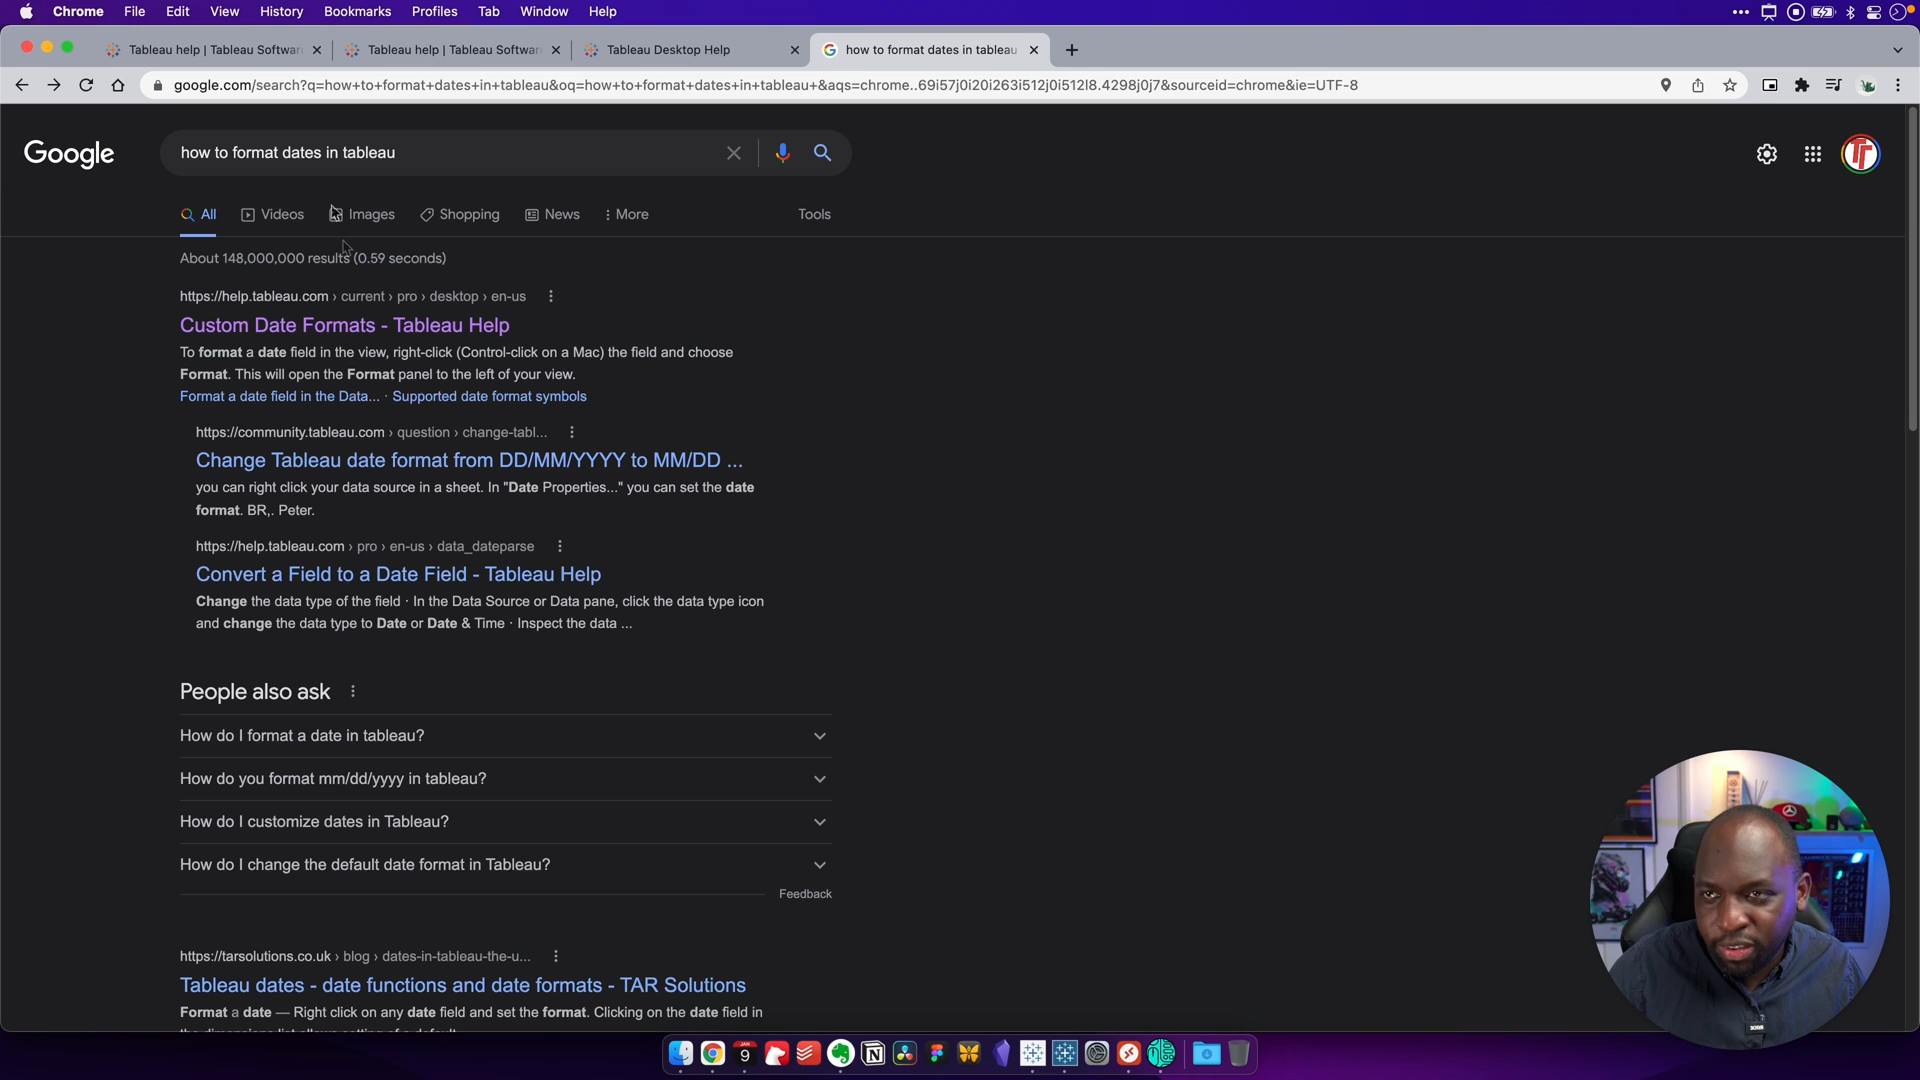 Chrome File Edit View History Bookmarks Profiles Tab Window Help
Tableau help | Tableau Softwar
Tableau help | Tableau Softwar
Tableau Desktop Help
how to format dates in tableau
google.com/search?q=how+to+format+dates+in+tableau&oq=how+to+format+dates+in+tableau+&aqs=chrome..69i57j0i20i263i512j0i512l8.4298j0j7&sourceid=chrome&ie=UTF-8
Google
how to format dates in tableau
All Videos Images Shopping News More Tools
About 148,000,000 results (0.59 seconds)
https://help.tableau.com › current › pro › desktop › en-us
Custom Date Formats - Tableau Help
To format a date field in the view, right-click (Control-click on a Mac) the field and choose
Format. This will open the Format panel to the left of your view.
Format a date field in the Data... · Supported date format symbols
https://community.tableau.com › question › change-tabl...
Change Tableau date format from DD/MM/YYYY to MM/DD ...
you can right click your data source in a sheet. In "Date Properties..." you can set the date
format. BR,. Peter.
https://help.tableau.com › pro › en-us › data_dateparse
Convert a Field to a Date Field - Tableau Help
Change the data type of the field · In the Data Source or Data pane, click the data type icon
and change the data type to Date or Date & Time · Inspect the data ...
People also ask
How do I format a date in tableau?
How do you format mm/dd/yyyy in tableau?
How do I customize dates in Tableau?
How do I change the default date format in Tableau?
Feedback
https://tarsolutions.co.uk › blog › dates-in-tableau-the-u...
Tableau dates - date functions and date formats - TAR Solutions
Format a date — Right click on any date field and set the format. Clicking on the date field in
JAN
9